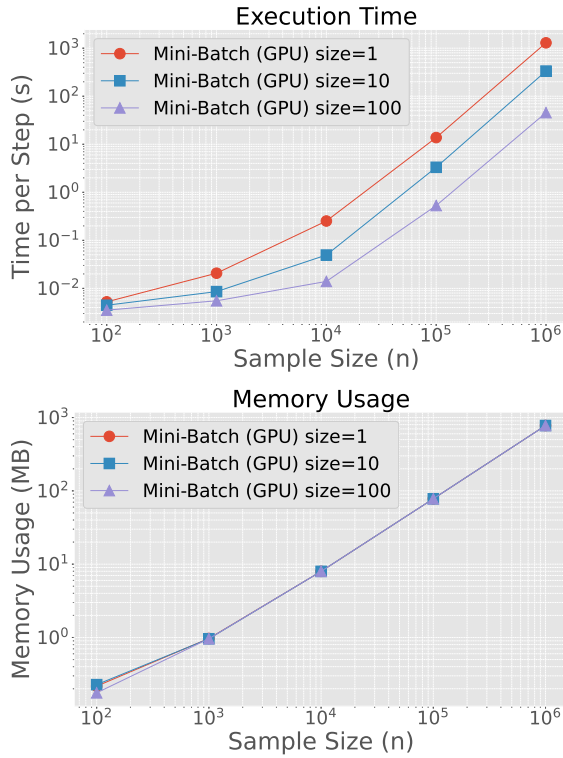 Execution Time
Time per Step (s)
10³
10²
10¹
10⁰
10⁻¹
10⁻²
Mini-Batch (GPU) size=1
Mini-Batch (GPU) size=10
Mini-Batch (GPU) size=100
10² 10³ 10⁴ 10⁵ 10⁶
Sample Size (n)
Memory Usage
Memory Usage (MB)
10³
10²
10¹
10⁰
Mini-Batch (GPU) size=1
Mini-Batch (GPU) size=10
Mini-Batch (GPU) size=100
10² 10³ 10⁴ 10⁵ 10⁶
Sample Size (n)